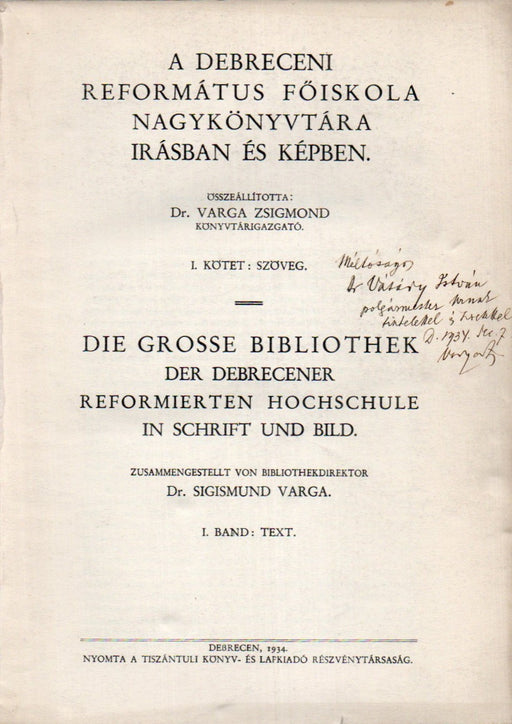 A DEBRECENI
REFORMÁTUS FŐISKOLA
NAGYKÖNYVTÁRA
IRÁSBAN ÉS KÉPBEN.
ÖSSZEÁLLÍTOTTA:
Dr. VARGA ZSIGMOND
KÖNYVTÁRIGAZGATÓ.
I. KÖTET: SZÖVEG.
Méltóságos
Dr Vásáry István
polgármester urnak
tisztelettel és szeretettel
D. 1934. dec. 7
DIE GROSSE BIBLIOTHEK
DER DEBRECENER
REFORMIERTEN HOCHSCHULE
IN SCHRIFT UND BILD.
ZUSAMMENGESTELLT VON BIBLIOTHEKDIREKTOR
Dr. SIGISMUND VARGA.
I. BAND: TEXT.
DEBRECEN, 1934.
NYOMTA A TISZÁNTULI KÖNYV- ÉS LAPKIADÓ RÉSZVÉNYTÁRSASÁG.